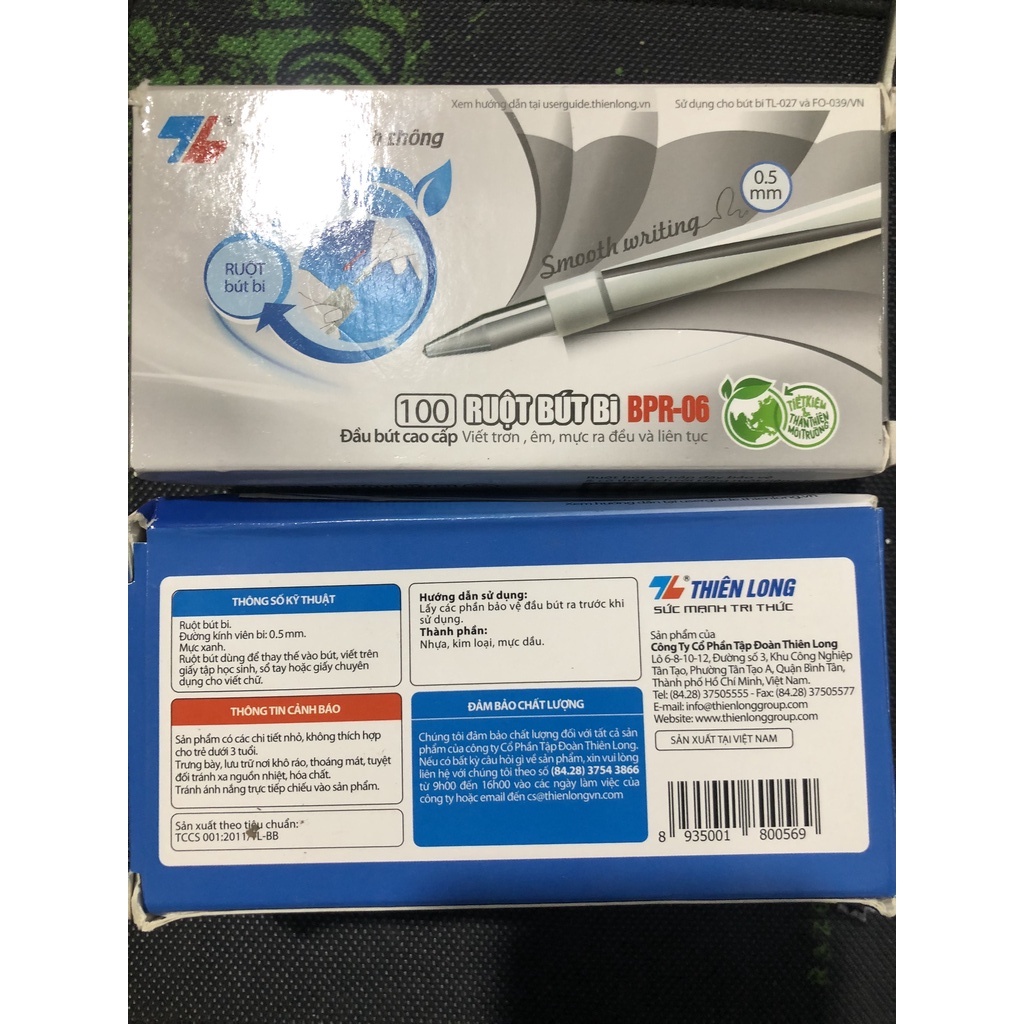 Xem hướng dẫn tại userguide.thienlong.vn
Sử dụng cho bút bi TL-027 và FO-039/VN
TL®
thông
0.5
mm
Smooth writing
RUỘT
bút bi
100 RUỘT BÚT Bi BPR-06
Đầu bút cao cấp Viết trơn , êm, mực ra đều và liên tục
TIẾT KIỆM
&
THÂN THIỆN
MÔI TRƯỜNG
THÔNG SỐ KỸ THUẬT
Ruột bút bi.
Đường kính viên bi: 0.5mm.
Mực xanh.
Ruột bút dùng để thay thế vào bút, viết trên
giấy tập học sinh, sổ tay hoặc giấy chuyên
dụng cho viết chữ.
THÔNG TIN CẢNH BÁO
Sản phẩm có các chi tiết nhỏ, không thích hợp
cho trẻ dưới 3 tuổi.
Trưng bày, lưu trữ nơi khô ráo, thoáng mát, tuyệt
đối tránh xa nguồn nhiệt, hóa chất.
Tránh ánh nắng trực tiếp chiếu vào sản phẩm.
Sản xuất theo tiêu chuẩn:
TCCS 001:2011/TL-BB
Hướng dẫn sử dụng:
Lấy các phần bảo vệ đầu bút ra trước khi
sử dụng.
Thành phần:
Nhựa, kim loại, mực dầu.
ĐẢM BẢO CHẤT LƯỢNG
Chúng tôi đảm bảo chất lượng đối với tất cả sản
phẩm của công ty Cổ Phần Tập Đoàn Thiên Long.
Nếu có bất kỳ câu hỏi gì về sản phẩm, xin vui lòng
liên hệ với chúng tôi theo số (84.28) 3754 3866
từ 9h00 đến 16h00 vào các ngày làm việc của
công ty hoặc email đến cs@thienlongvn.com
TL® THIÊN LONG
SỨC MẠNH TRI THỨC
Sản phẩm của
Công Ty Cổ Phần Tập Đoàn Thiên Long
Lô 6-8-10-12, Đường số 3, Khu Công Nghiệp
Tân Tạo, Phường Tân Tạo A, Quận Bình Tân,
Thành phố Hồ Chí Minh, Việt Nam.
Tel: (84.28) 37505555 - Fax: (84.28) 37505577
E-mail: info@thienlonggroup.com
Website: www.thienlonggroup.com
SẢN XUẤT TẠI VIỆT NAM
8 935001 800569